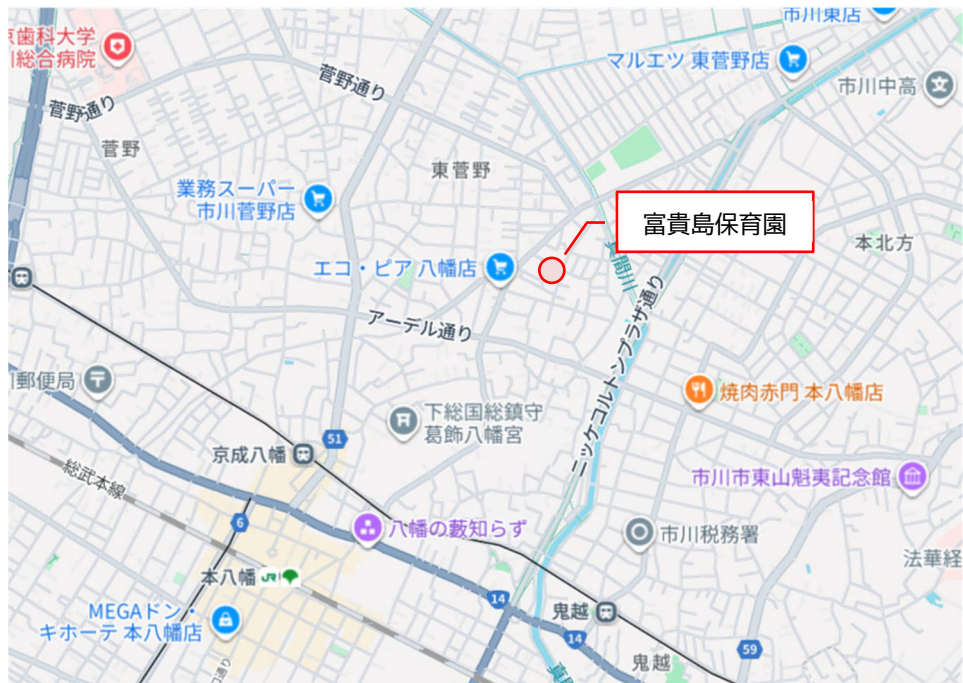 市川東店
歯科大学
川総合病院
マルエツ 東菅野店
菅野通り
市川中高
菅野通り
菅野
東菅野
業務スーパー
市川菅野店
富貴島保育園
本北方
エコ・ピア 八幡店
真間川
アーデル通り
ニッケコルトンプラザ通り
郵便局
焼肉赤門 本八幡店
下総国総鎮守
葛飾八幡宮
51
京成八幡
総武本線
市川市東山魁夷記念館
6
八幡の藪知らず
市川税務署
法華経
本八幡 JR
14
鬼越
MEGAドン・
キホーテ 本八幡店
14
59
鬼越